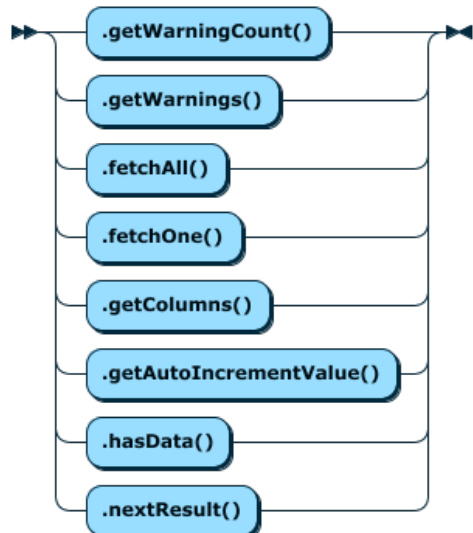 .getWarningCount()
.getWarnings()
.fetchAll()
.fetchOne()
.getColumns()
.getAutoIncrementValue()
.hasData()
.nextResult()